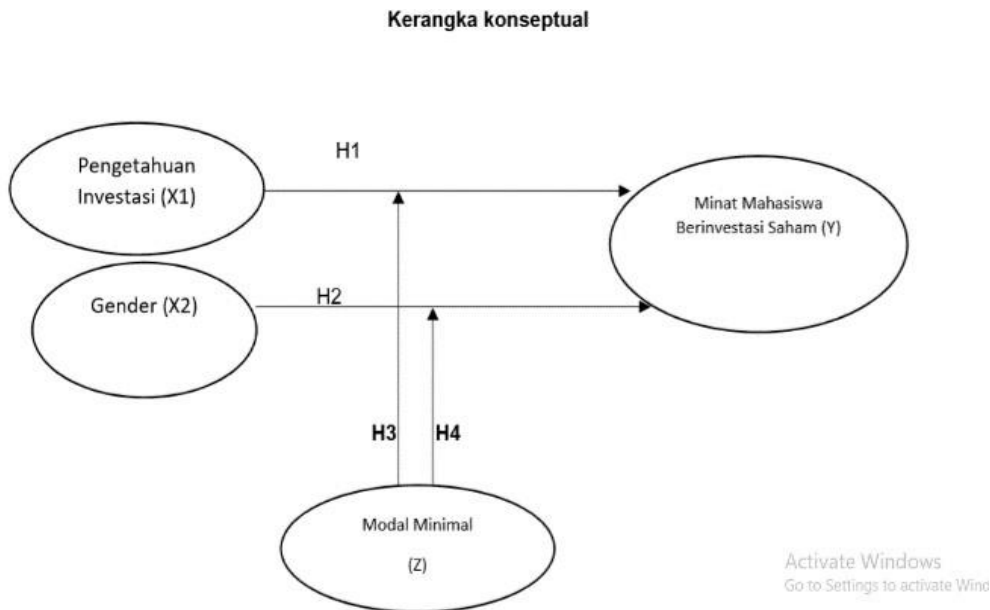 Kerangka konseptual
Pengetahuan
Investasi (X1)
H1
Minat Mahasiswa
Berinvestasi Saham (Y)
Gender (X2)
H2
H3
H4
Modal Minimal
(Z)
Activate Windows
Go to Settings to activate Wind